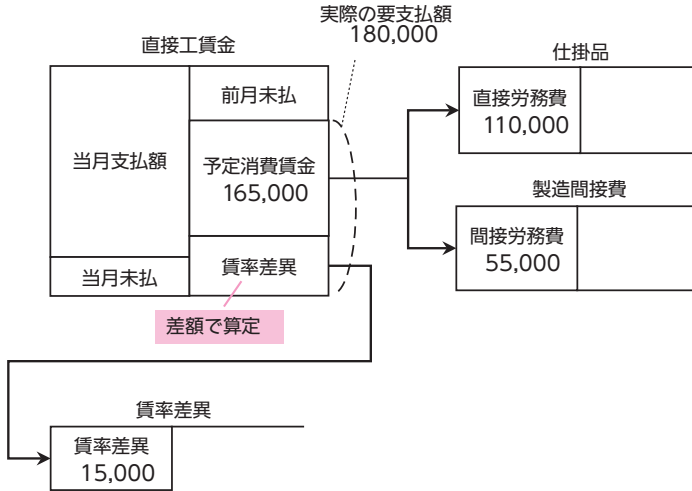 実際の要支払額
180,000
直接工賃金
仕掛品
前月未払
直接労務費
110,000
当月支払額
予定消費賃金
165,000
製造間接費
間接労務費
55,000
賃率差異
当月未払
差額で算定
賃率差異
賃率差異
15,000